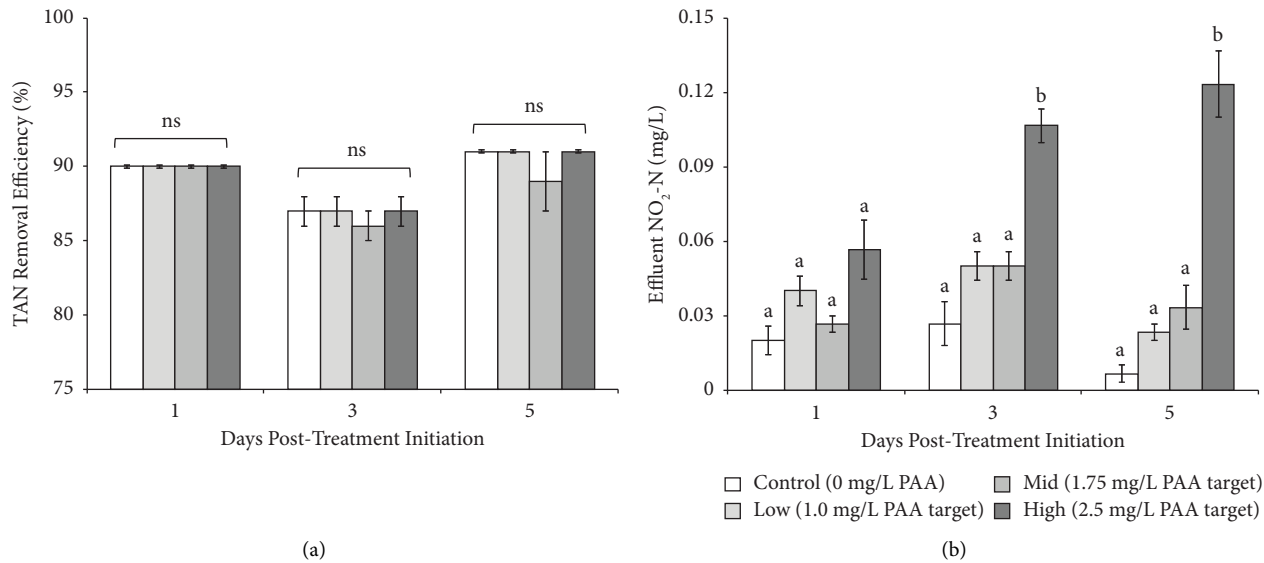 100
95
90
85
80
75
TAN Removal Efficiency (%)
ns
ns
ns
1
3
5
Days Post-Treatment Initiation
(a)
0.15
0.12
0.09
0.06
0.03
0
Effluent NO₂-N (mg/L)
a
a
a
a
a
a
a
b
a
a
a
b
1
3
5
Days Post-Treatment Initiation
Control (0 mg/L PAA)
Low (1.0 mg/L PAA target)
Mid (1.75 mg/L PAA target)
High (2.5 mg/L PAA target)
(b)